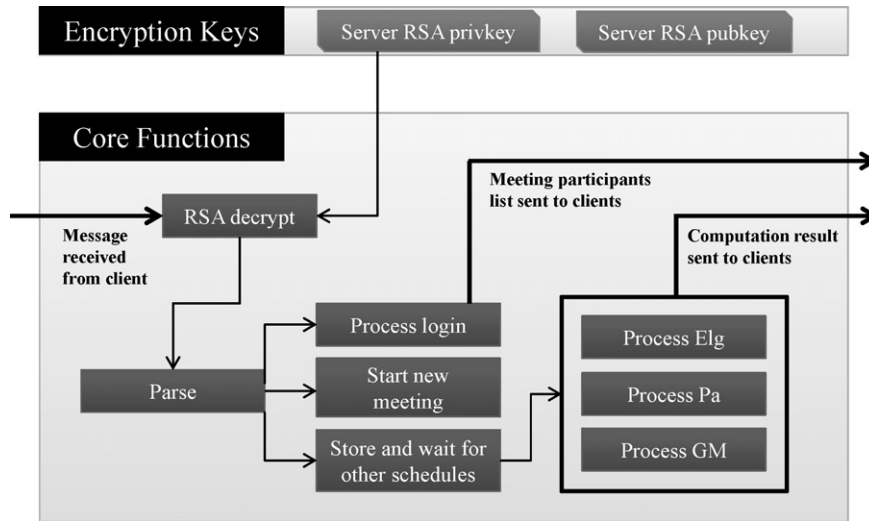 Encryption Keys
Server RSA privkey
Server RSA pubkey
Core Functions
Meeting participants
list sent to clients
RSA decrypt
Message
received
from client
Computation result
sent to clients
Process login
Process Elg
Parse
Start new
meeting
Process Pa
Store and wait for
other schedules
Process GM